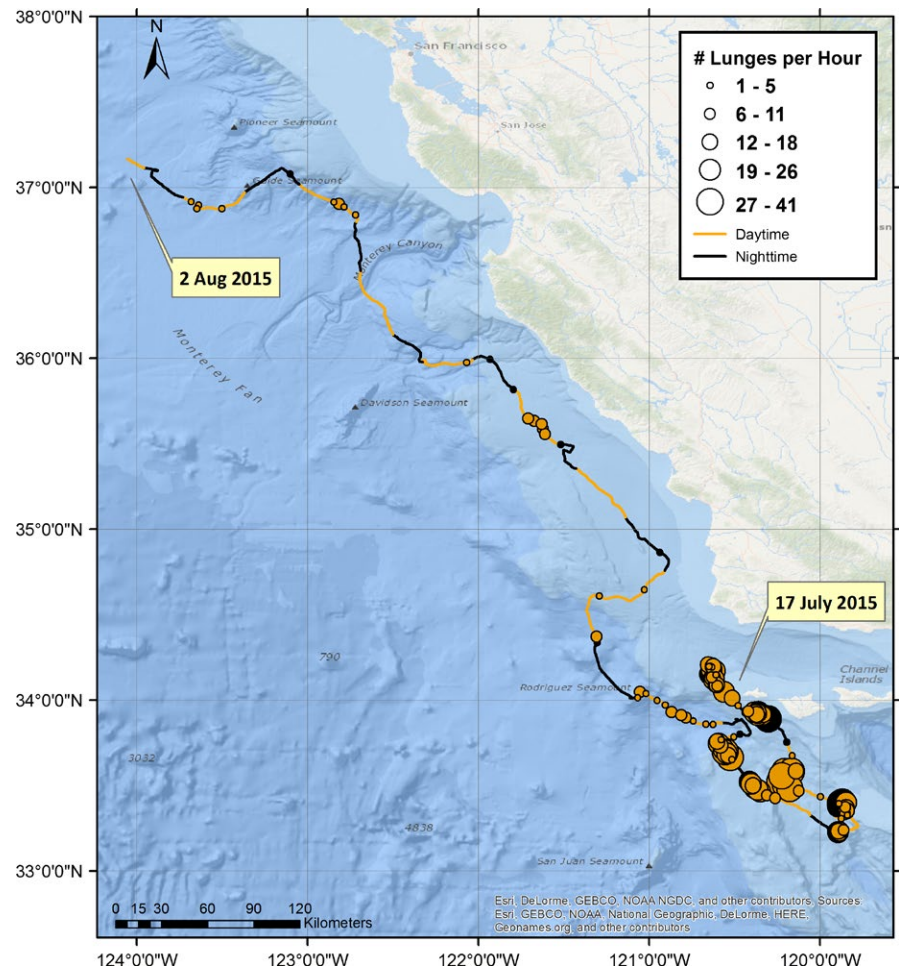 38°0'0"N
37°0'0"N
36°0'0"N
35°0'0"N
34°0'0"N
33°0'0"N
N
San Francisco
San Jose
Pioneer Seamount
Guide Seamount
Monterey Canyon
2 Aug 2015
Monterey Fan
Davidson Seamount
# Lunges per Hour
1 - 5
6 - 11
12 - 18
19 - 26
27 - 41
Daytime
Nighttime
17 July 2015
790
Rodriguez Seamount
Channel
Islands
3032
4838
San Juan Seamount
0 15 30 60 90 120
Kilometers
Esri, DeLorme, GEBCO, NOAA NGDC, and other contributors, Sources:
Esri, GEBCO, NOAA, National Geographic, DeLorme, HERE,
Geonames.org, and other contributors
124°0'0"W 123°0'0"W 122°0'0"W 121°0'0"W 120°0'0"W